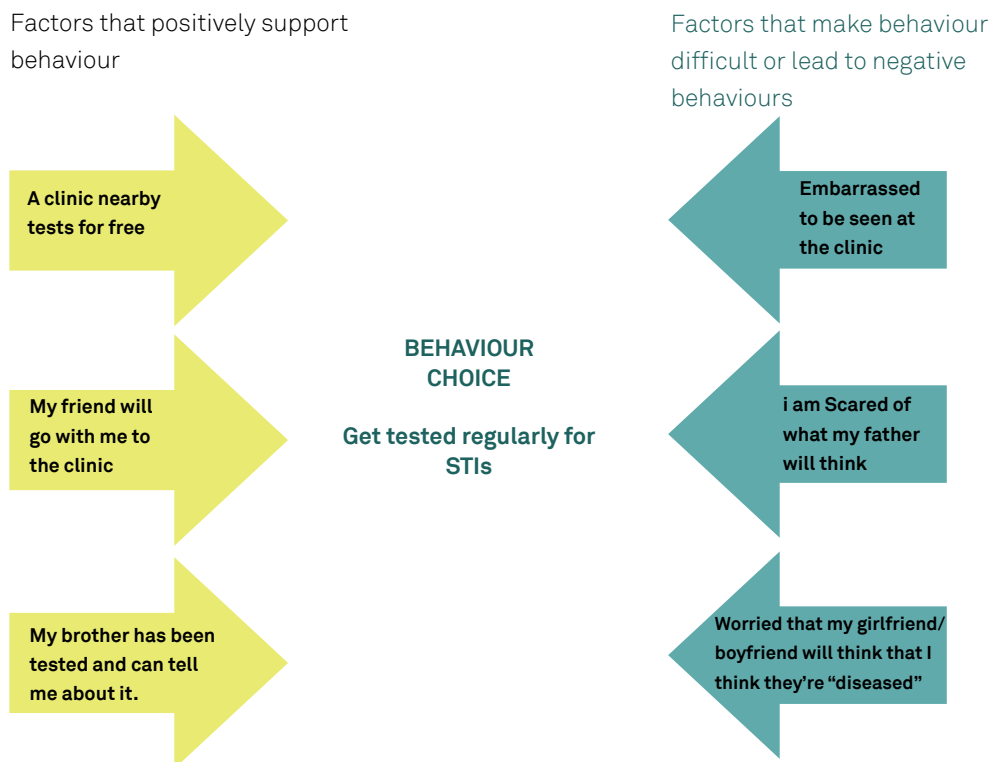 Factors that positively support
behaviour
Factors that make behaviour
difficult or lead to negative
behaviours
A clinic nearby
tests for free
Embarrassed
to be seen at
the clinic
BEHAVIOUR
CHOICE
Get tested regularly for
STIs
My friend will
go with me to
the clinic
i am Scared of
what my father
will think
My brother has been
tested and can tell
me about it.
Worried that my girlfriend/
boyfriend will think that I
think they’re “diseased”